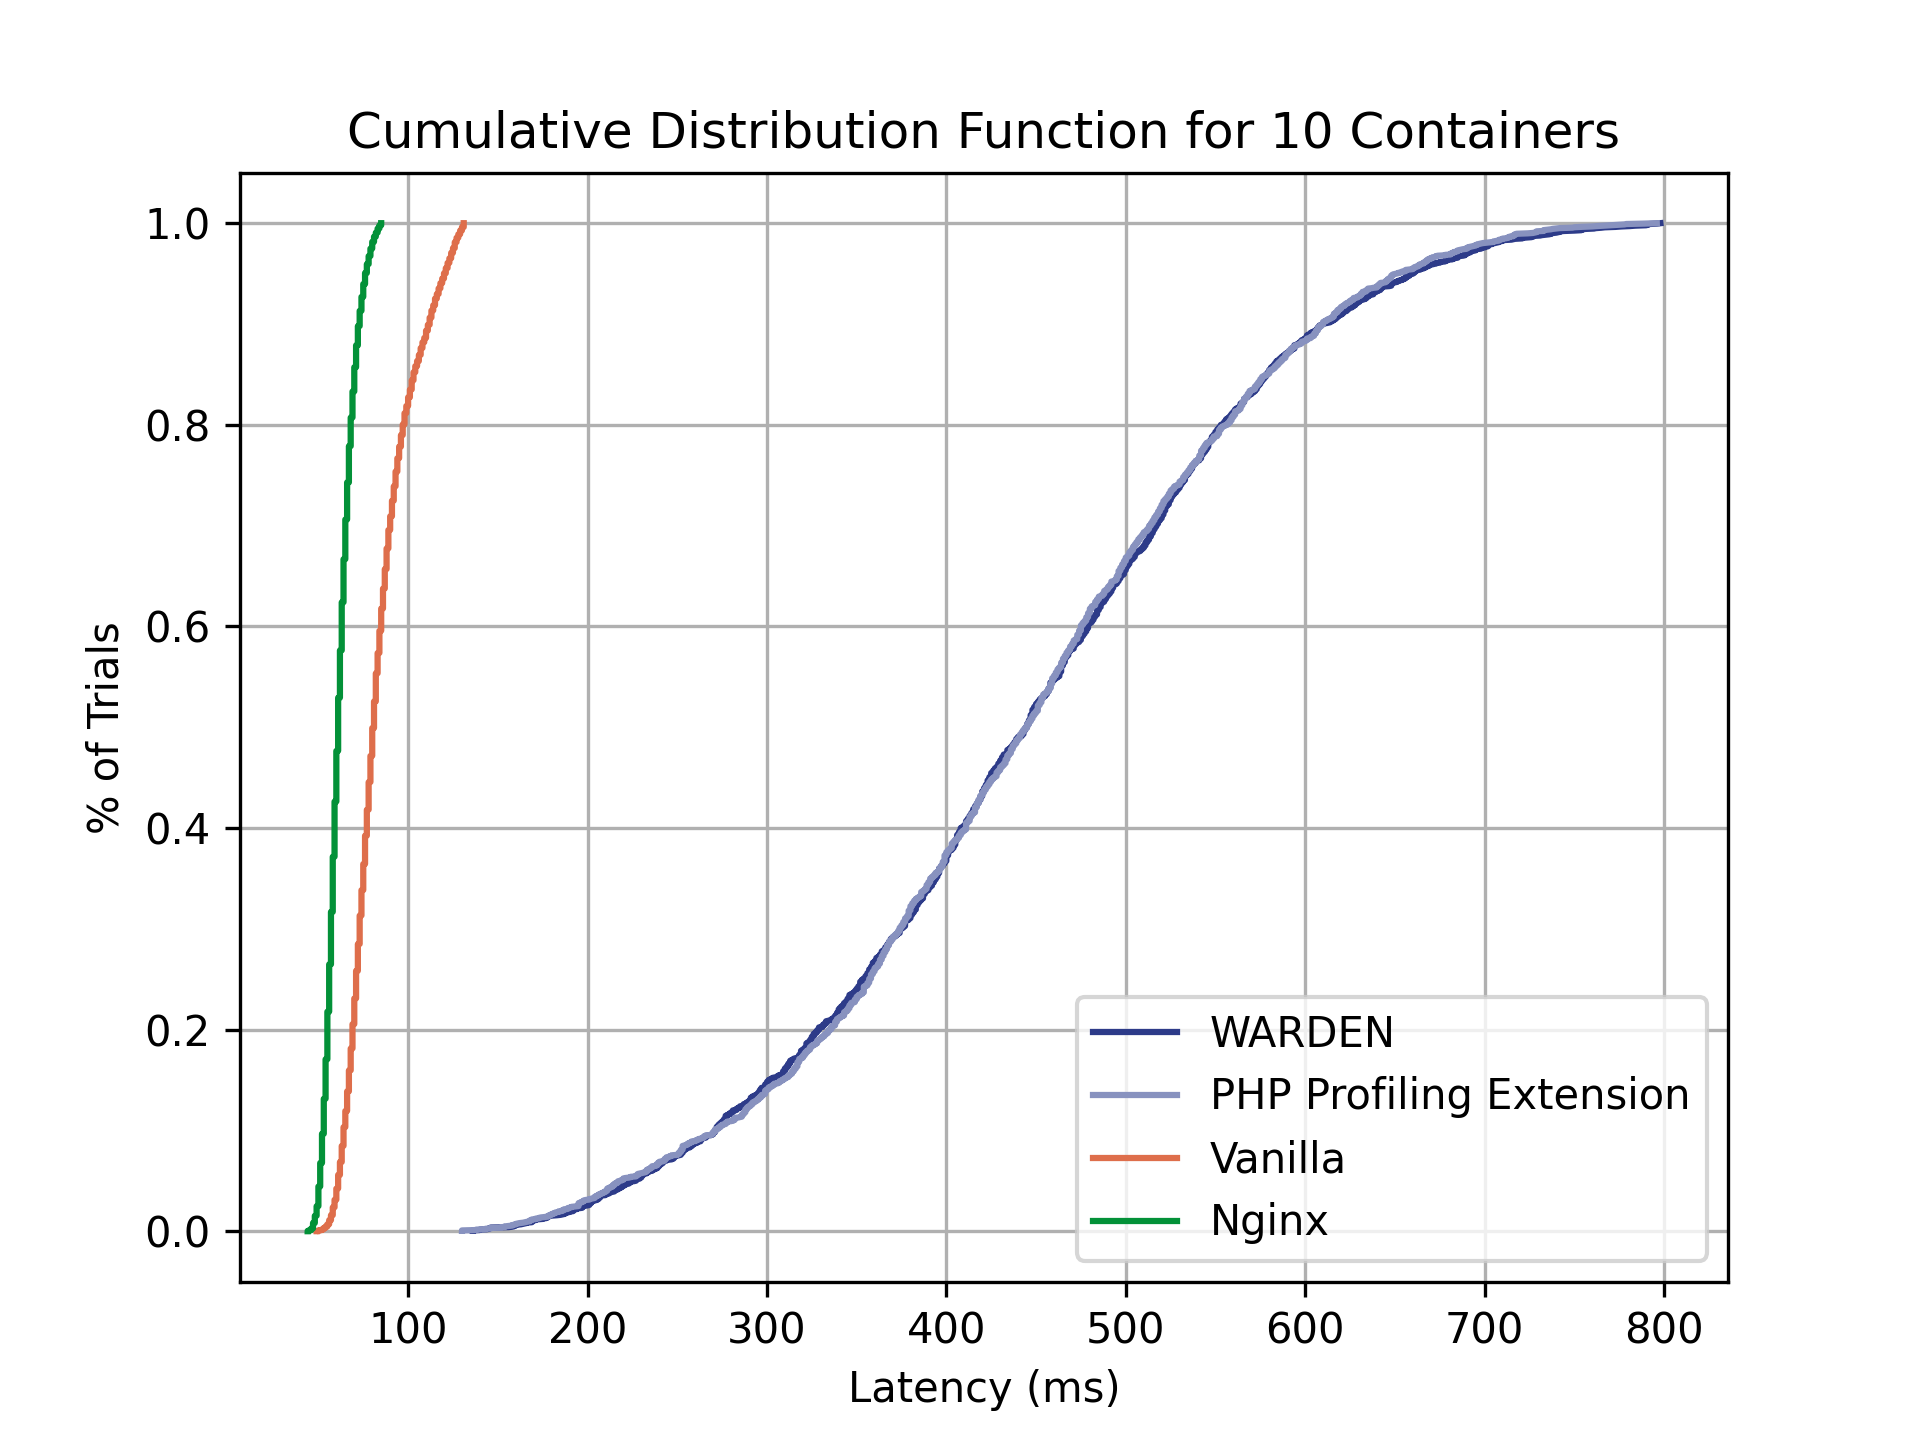 Cumulative Distribution Function for 10 Containers
1.0
0.8
0.6
0.4
0.2
0.0
% of Trials
WARDEN
PHP Profiling Extension
Vanilla
Nginx
100 200 300 400 500 600 700 800
Latency (ms)